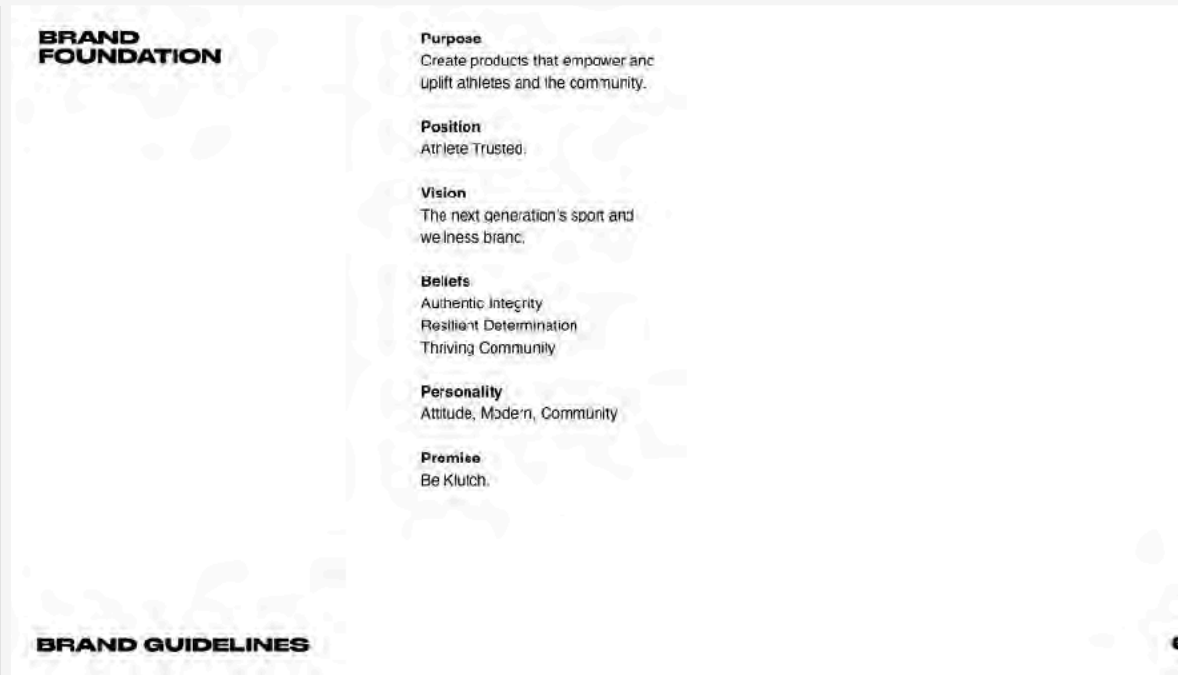 BRAND
FOUNDATION
Purpose
Create products that empower and
uplift athletes and the community.
Position
Athlete Trusted.
Vision
The next generation's sport and
wellness brand.
Beliefs
Authentic Integrity
Resilient Determination
Thriving Community
Personality
Attitude, Modern, Community
Promise
Be Klutch.
BRAND GUIDELINES